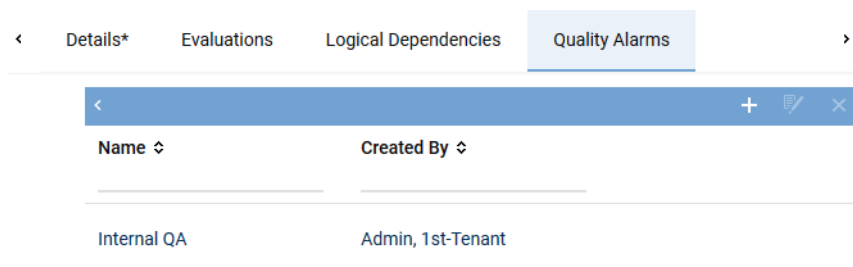 Details* Evaluations Logical Dependencies Quality Alarms
Name Created By
Internal QA Admin, 1st-Tenant